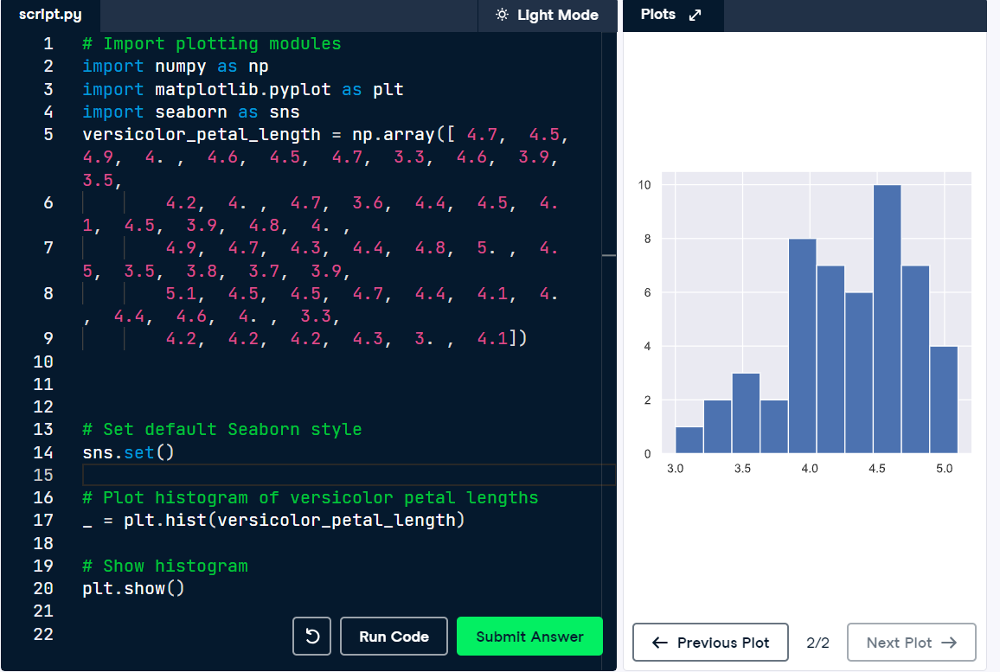 script.py
Light Mode
1 # Import plotting modules
2 import numpy as np
3 import matplotlib.pyplot as plt
4 import seaborn as sns
5 versicolor_petal_length = np.array([ 4.7,  4.5,
4.9,  4. ,  4.6,  4.5,  4.7,  3.3,  4.6,  3.9,
3.5,
6         4.2,  4. ,  4.7,  3.6,  4.4,  4.5,  4.
1,  4.5,  3.9,  4.8,  4. ,
7         4.9,  4.7,  4.3,  4.4,  4.8,  5. ,  4.
5,  3.5,  3.8,  3.7,  3.9,
8         5.1,  4.5,  4.5,  4.7,  4.4,  4.1,  4.
,  4.4,  4.6,  4. ,  3.3,
9         4.2,  4.2,  4.2,  4.3,  3. ,  4.1])
10
11
12
13 # Set default Seaborn style
14 sns.set()
15
16 # Plot histogram of versicolor petal lengths
17 _ = plt.hist(versicolor_petal_length)
18
19 # Show histogram
20 plt.show()
21
22
Run Code
Submit Answer
Plots
10
8
6
4
2
0
3.0 3.5 4.0 4.5 5.0
← Previous Plot
2/2
Next Plot →